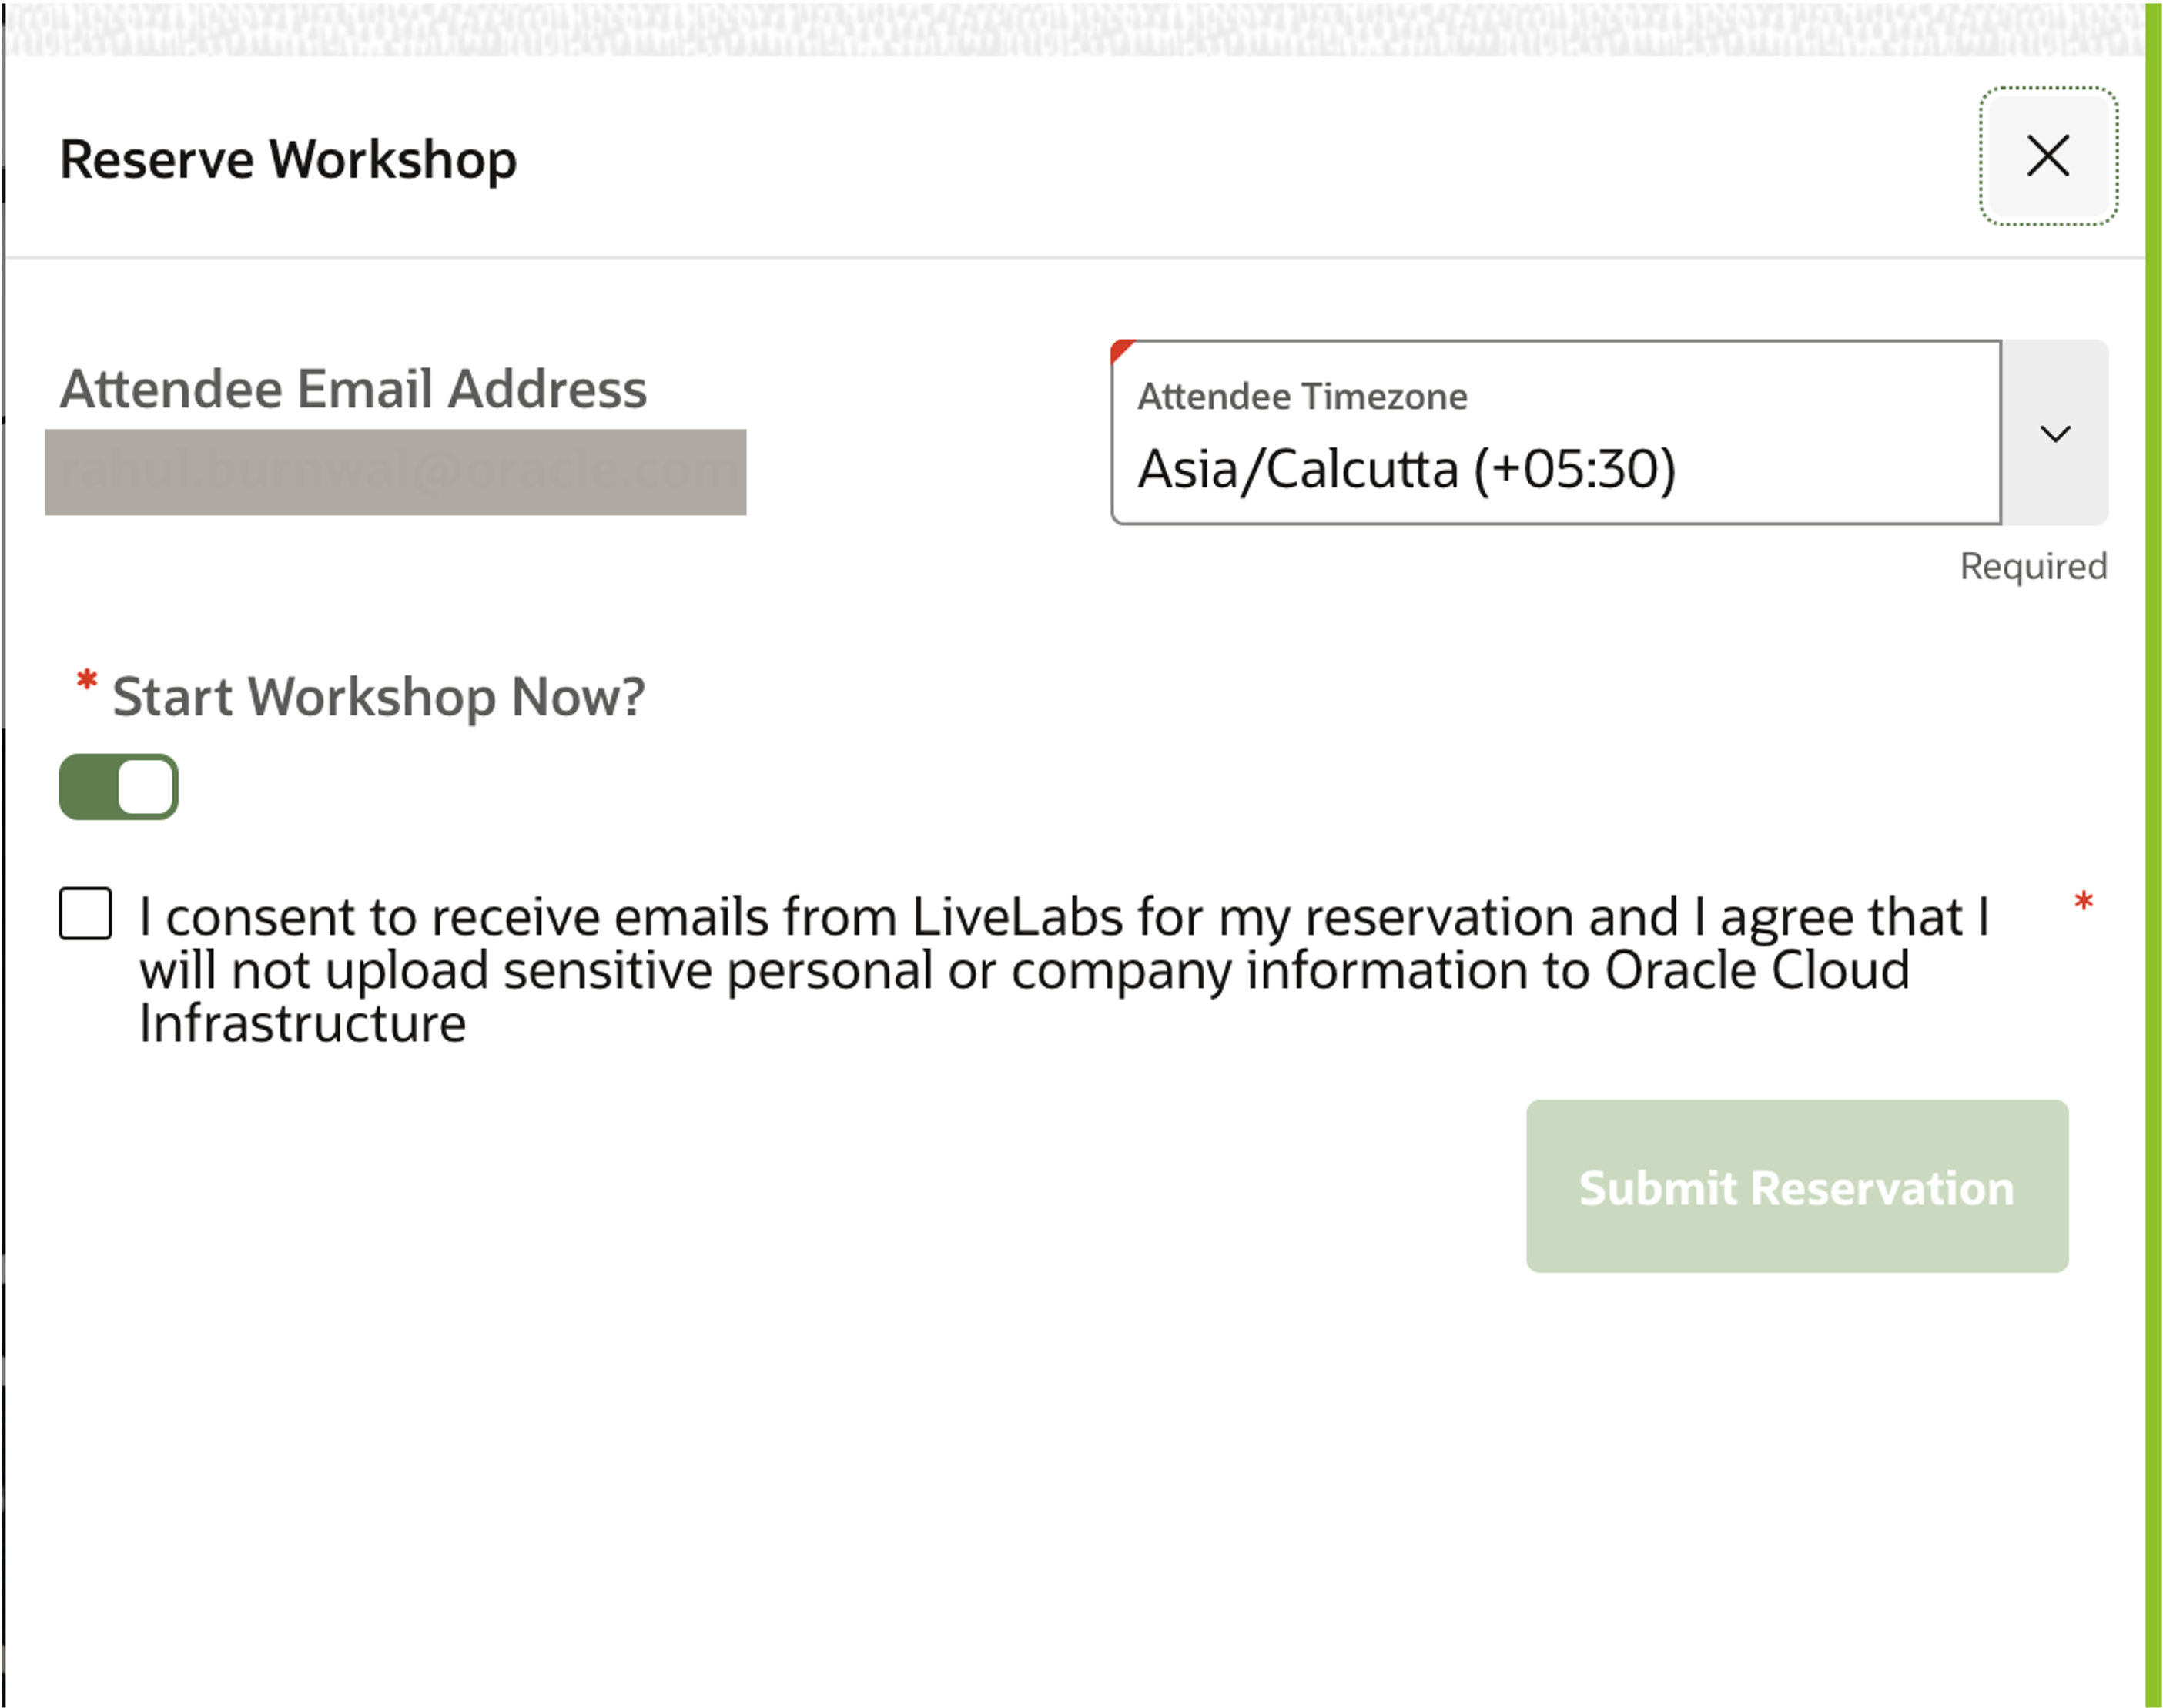 Reserve Workshop
Attendee Email Address
Attendee Timezone
Asia/Calcutta (+05:30)
Required
* Start Workshop Now?
I consent to receive emails from LiveLabs for my reservation and I agree that I *
will not upload sensitive personal or company information to Oracle Cloud
Infrastructure
Submit Reservation